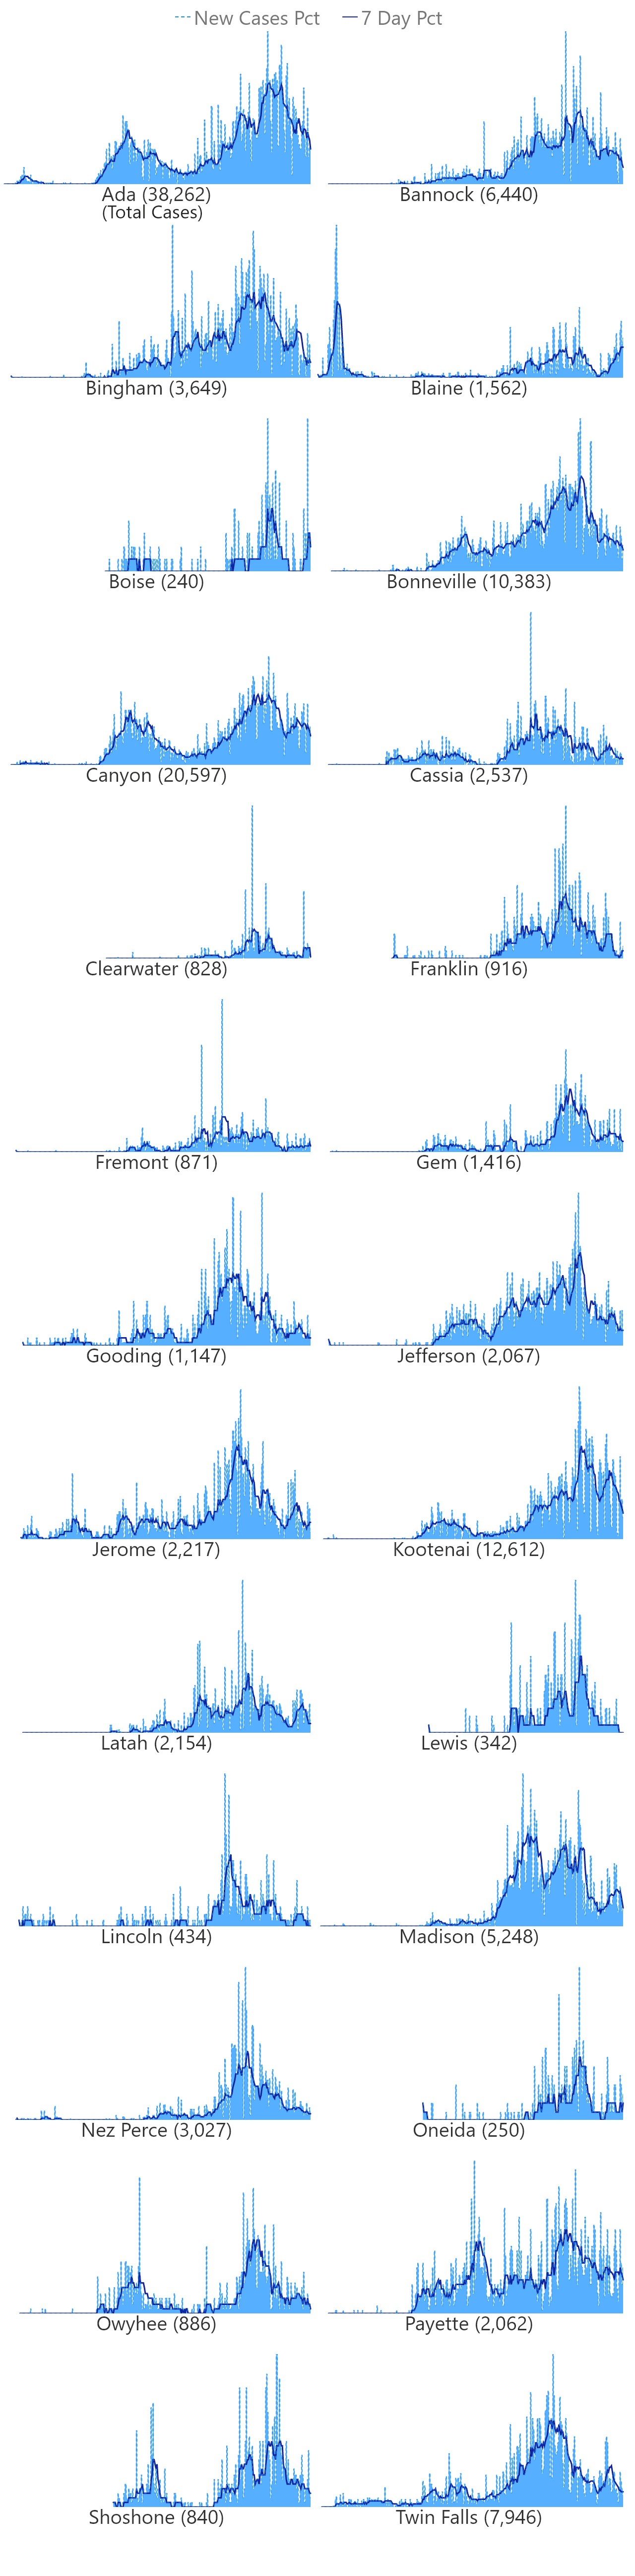 New Cases Pct 7 Day Pct
Ada (38,262)
(Total Cases)
Bannock (6,440)
Bingham (3,649)
Blaine (1,562)
Boise (240)
Bonneville (10,383)
Canyon (20,597)
Cassia (2,537)
Clearwater (828)
Franklin (916)
Fremont (871)
Gem (1,416)
Gooding (1,147)
Jefferson (2,067)
Jerome (2,217)
Kootenai (12,612)
Latah (2,154)
Lewis (342)
Lincoln (434)
Madison (5,248)
Nez Perce (3,027)
Oneida (250)
Owyhee (886)
Payette (2,062)
Shoshone (840)
Twin Falls (7,946)